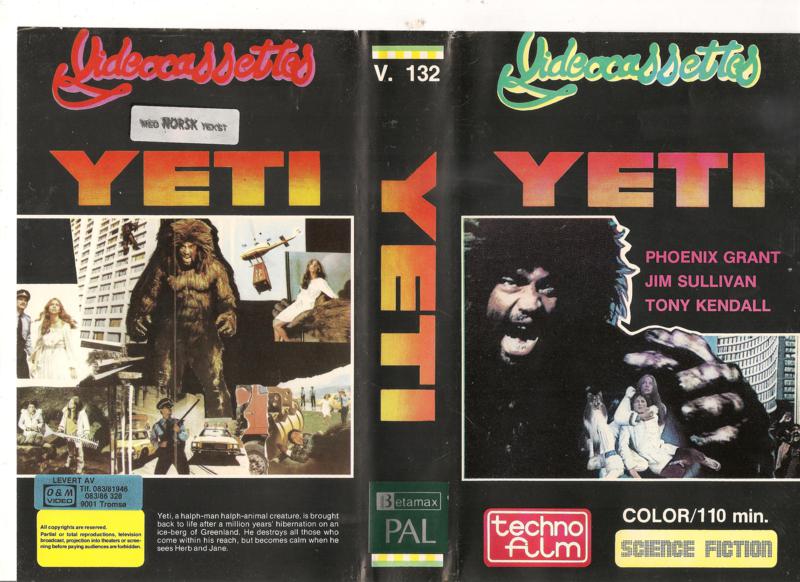 Videocassettes
MED NORSK TEKST
YETI
LEVERT AV
O & M
VIDEO
Tlf. 083/81946
083/86 328
9001 Tromsø
All copyrights are reserved.
Partial or total reproductions, television
broadcast, projection into theaters or scree-
ning before paying audiences are forbidden.
Yeti, a halph-man halph-animal creature, is brought
back to life after a million years' hibernation on an
ice-berg of Greenland. He destroys all those who
come within his reach, but becomes calm when he
sees Herb and Jane.
V. 132
YETI
Betamax
PAL
Videocassettes
YETI
PHOENIX GRANT
JIM SULLIVAN
TONY KENDALL
techno
film
COLOR/110 min.
SCIENCE FICTION